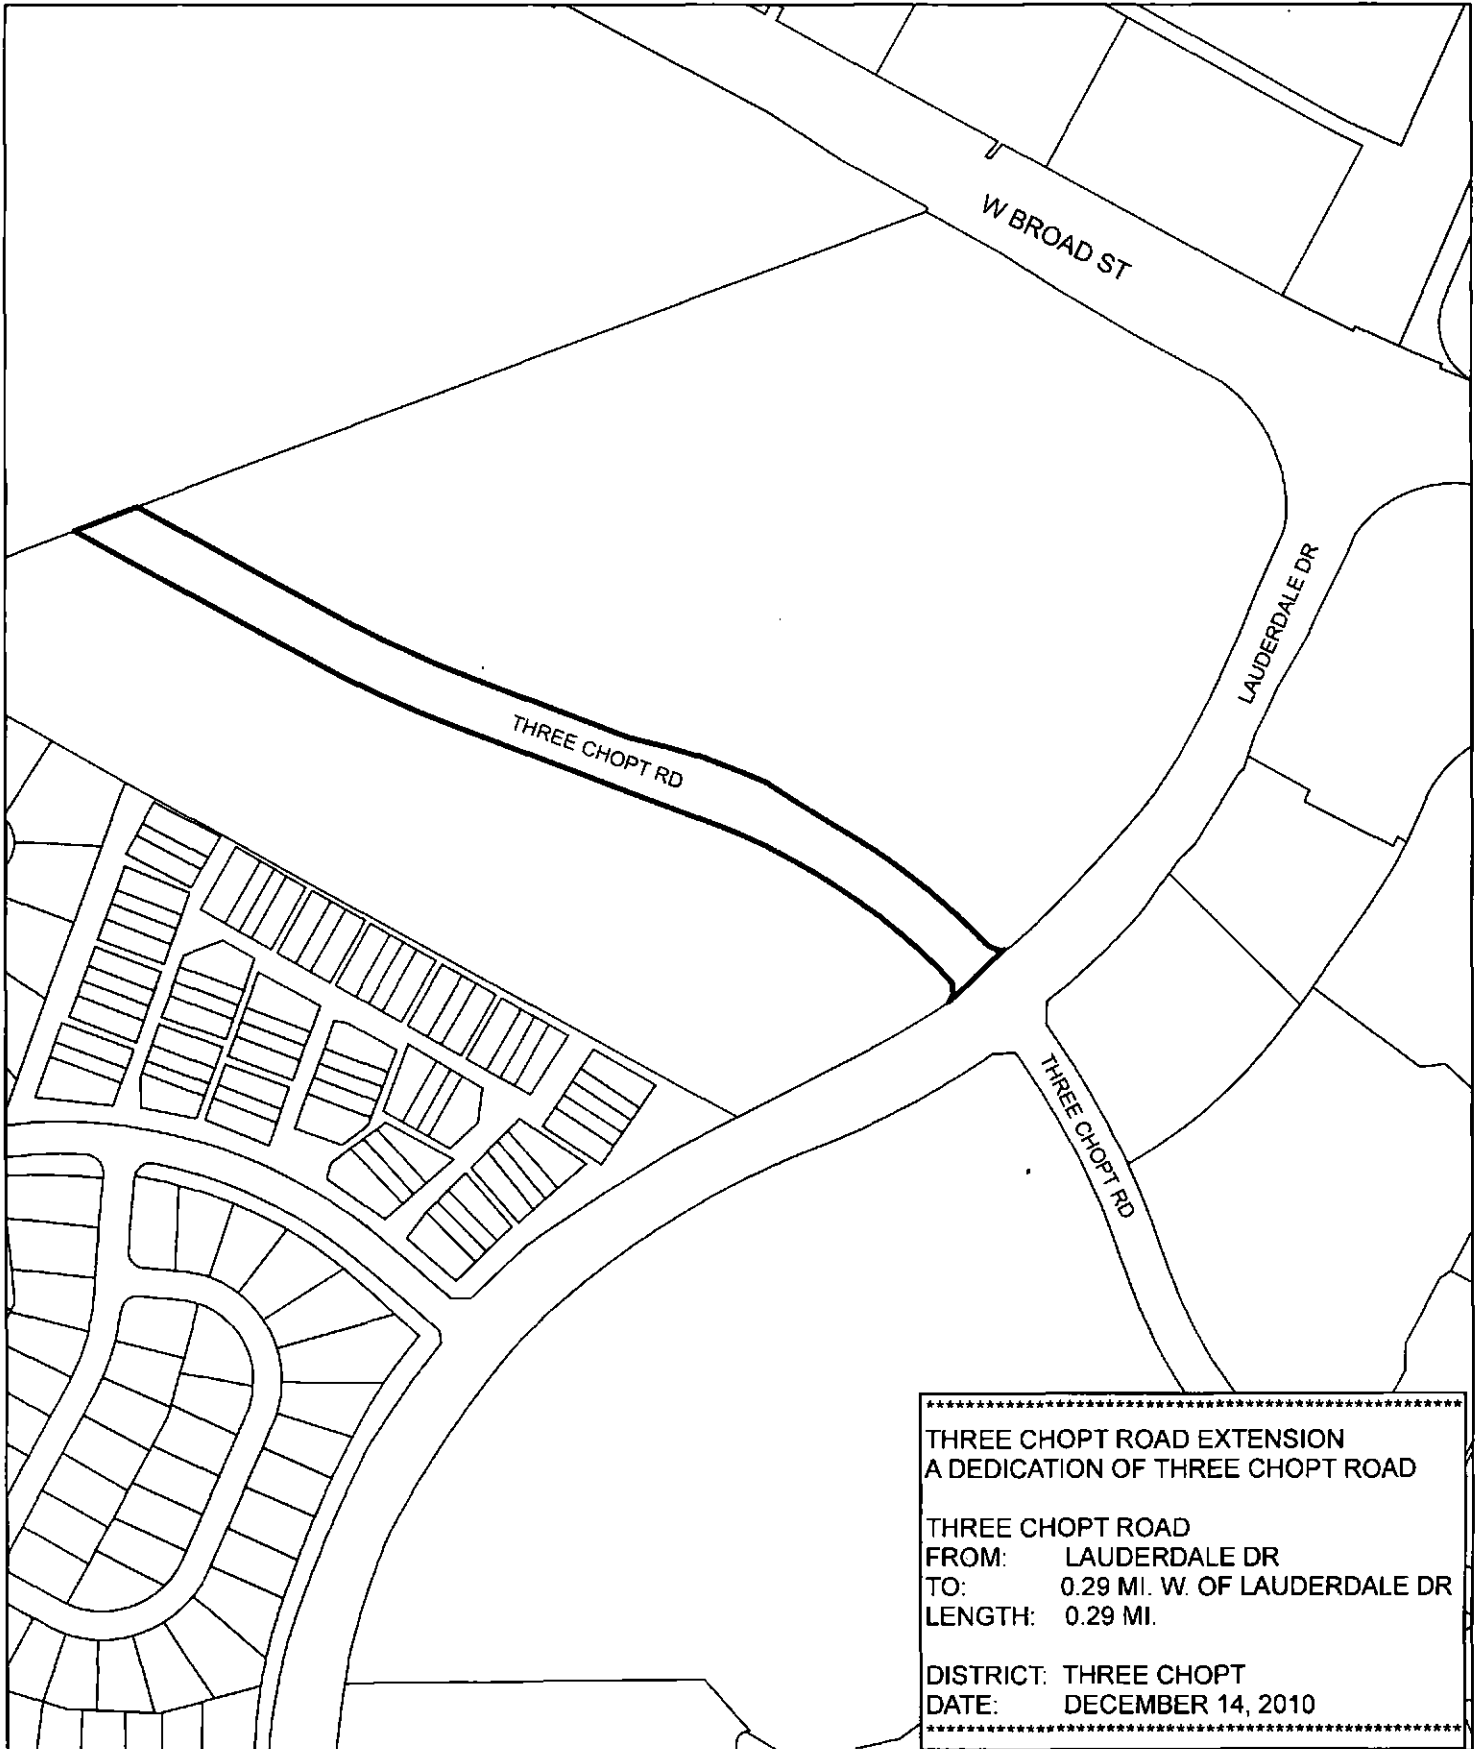 W BROAD ST
LAUDERDALE DR
THREE CHOPT RD
THREE CHOPT RD
****************************************************
THREE CHOPT ROAD EXTENSION
A DEDICATION OF THREE CHOPT ROAD
THREE CHOPT ROAD
FROM: LAUDERDALE DR
TO: 0.29 MI. W. OF LAUDERDALE DR
LENGTH: 0.29 MI.
DISTRICT: THREE CHOPT
DATE: DECEMBER 14, 2010
****************************************************